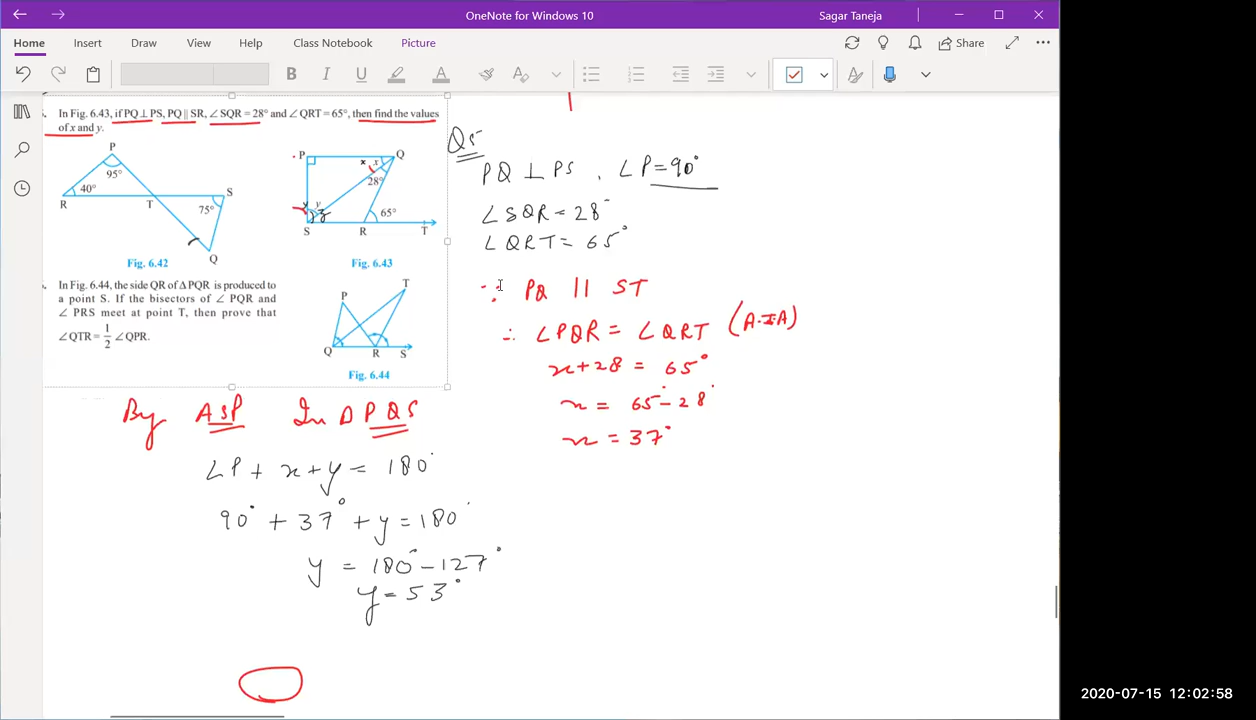 OneNote for Windows 10
Sagar Taneja
Home Insert Draw View Help Class Notebook Picture
Share
In Fig. 6.43, if PQ ⊥ PS, PQ || SR, ∠ SQR = 28° and ∠ QRT = 65°, then find the values
of x and y.
P
95°
40°
R
T
S
75°
Q
Fig. 6.42
P
x
x
Q
28°
y
y
65°
S
R
T
Fig. 6.43
In Fig. 6.44, the side QR of Δ PQR is produced to
a point S. If the bisectors of ∠ PQR and
∠ PRS meet at point T, then prove that
∠ QTR = 1/2 ∠ QPR.
T
P
Q
R
S
Fig. 6.44
Q5
PQ ⊥ PS , ∠P = 90°
∠SQR = 28°
∠QRT = 65°
∵ PQ || ST
∴ ∠PQR = ∠QRT (A.I.A)
x + 28 = 65°
x = 65° - 28°
x = 37°
By ASP In Δ PQS
∠P + x + y = 180°
90° + 37° + y = 180°
y = 180° - 127°
y = 53°
2020-07-15 12:02:58